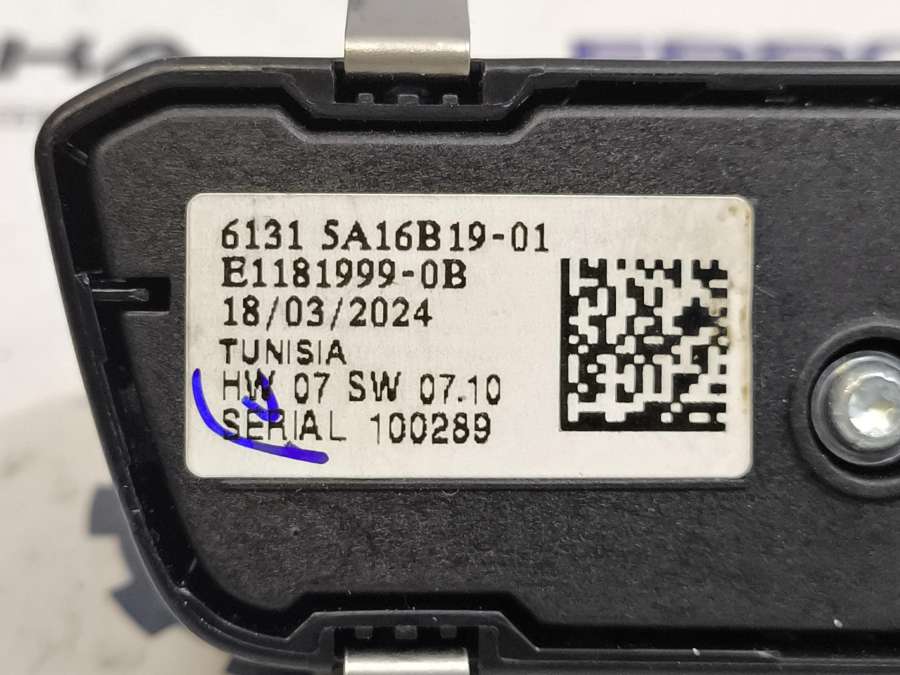 6131 5A16B19-01
E1181999-0B
18/03/2024
TUNISIA
HW 07 SW 07.10
SERIAL 100289